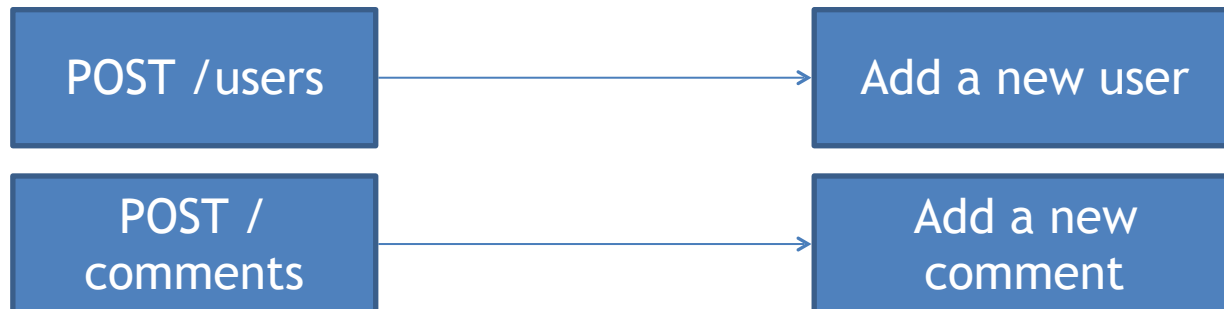 POST /users
Add a new user
POST /
comments
Add a new
comment